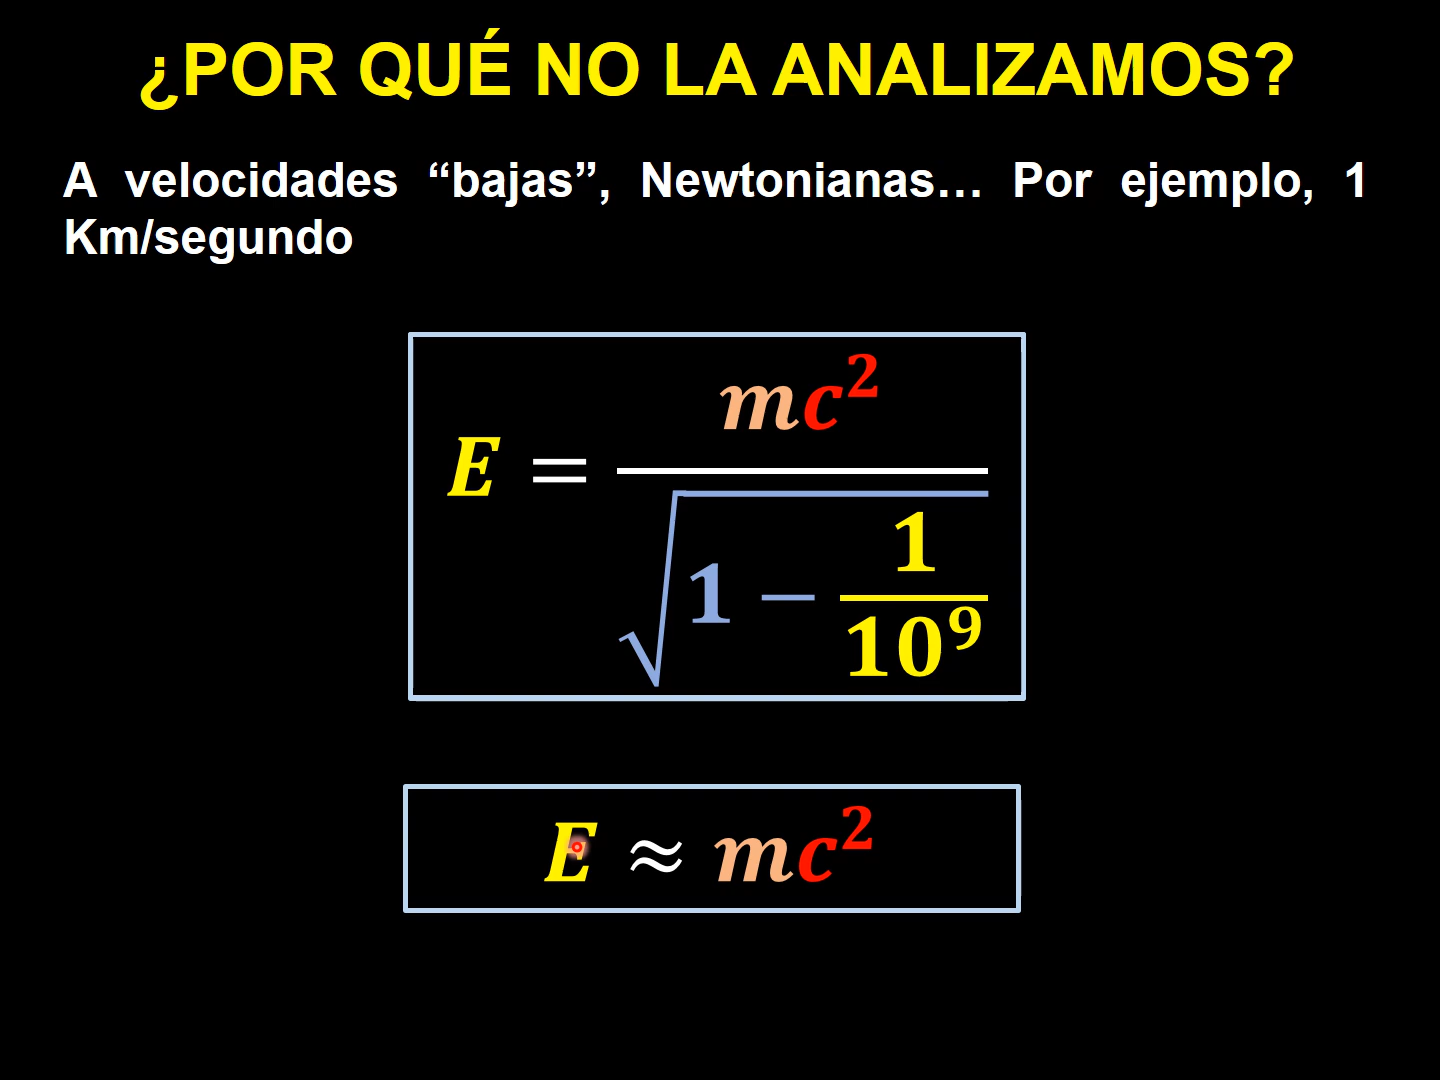 ¿POR QUÉ NO LA ANALIZAMOS?
A velocidades “bajas”, Newtonianas… Por ejemplo, 1
Km/segundo
E = mc² / √(1 − 1/10⁹)
E ≈ mc²